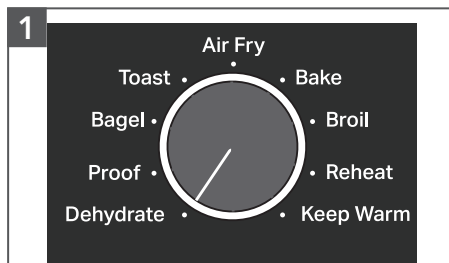 1
Air Fry
Toast
Bake
Bagel
Broil
Proof
Reheat
Dehydrate
Keep Warm